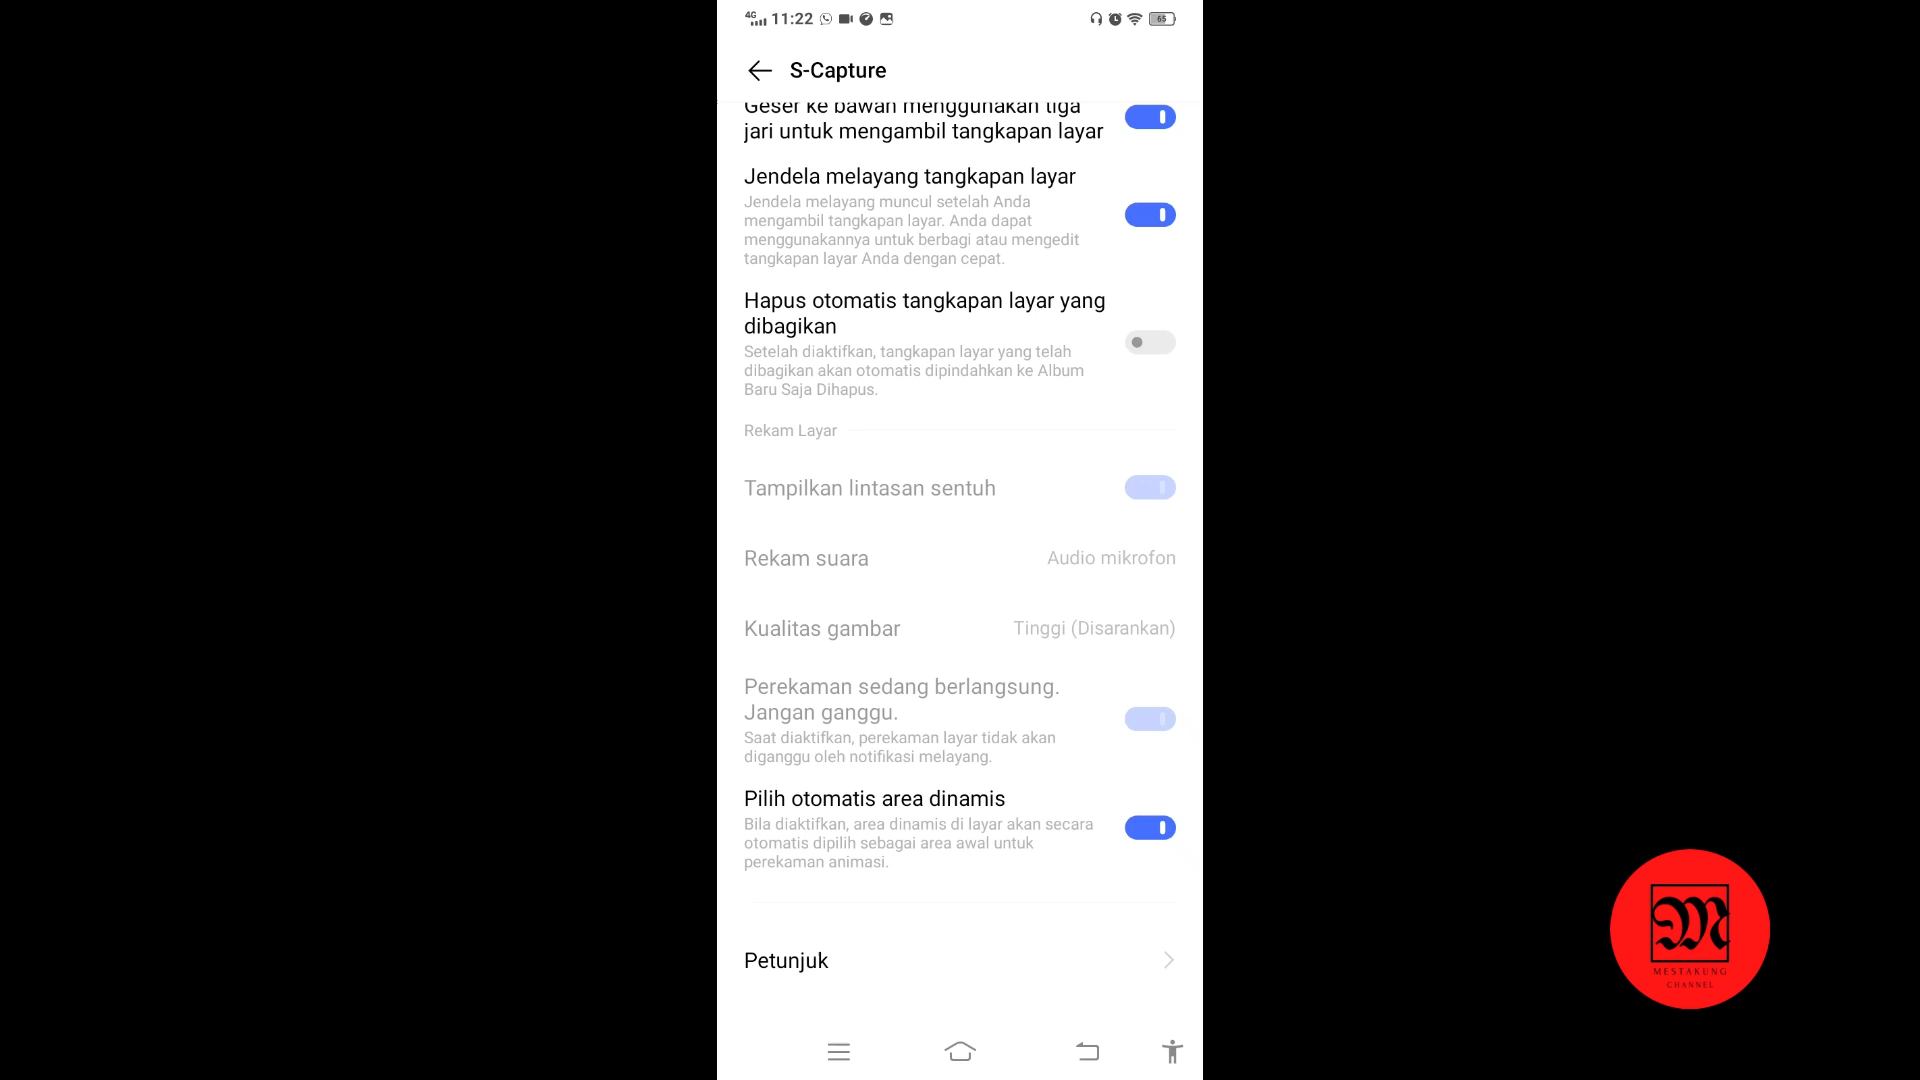 4G 11:22 65
S-Capture
Geser ke bawah menggunakan tiga
jari untuk mengambil tangkapan layar
Jendela melayang tangkapan layar
Jendela melayang muncul setelah Anda
mengambil tangkapan layar. Anda dapat
menggunakannya untuk berbagi atau mengedit
tangkapan layar Anda dengan cepat.
Hapus otomatis tangkapan layar yang
dibagikan
Setelah diaktifkan, tangkapan layar yang telah
dibagikan akan otomatis dipindahkan ke Album
Baru Saja Dihapus.
Rekam Layar
Tampilkan lintasan sentuh
Rekam suara Audio mikrofon
Kualitas gambar Tinggi (Disarankan)
Perekaman sedang berlangsung.
Jangan ganggu.
Saat diaktifkan, perekaman layar tidak akan
diganggu oleh notifikasi melayang.
Pilih otomatis area dinamis
Bila diaktifkan, area dinamis di layar akan secara
otomatis dipilih sebagai area awal untuk
perekaman animasi.
Petunjuk
M
MESTAKUNG
CHANNEL